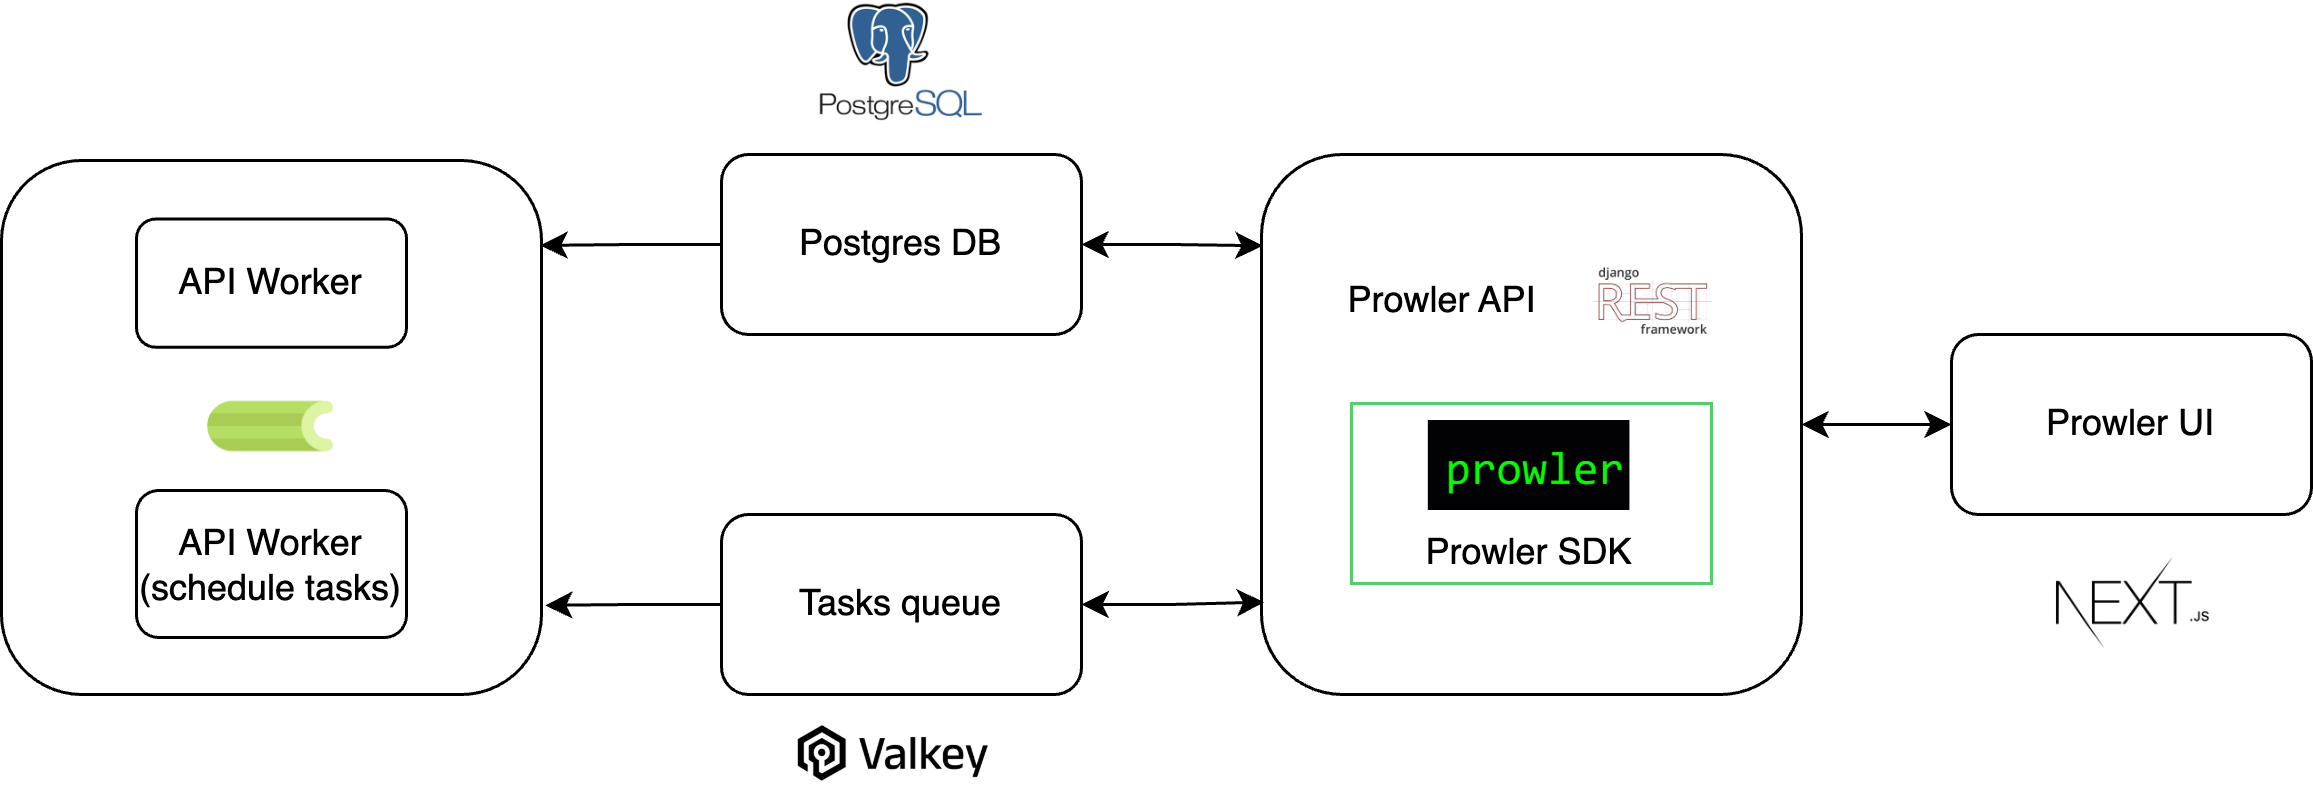 PostgreSQL
API Worker
API Worker
(schedule tasks)
Postgres DB
Tasks queue
Valkey
Prowler API
django
REST
framework
prowler
Prowler SDK
Prowler UI
NEXT.JS